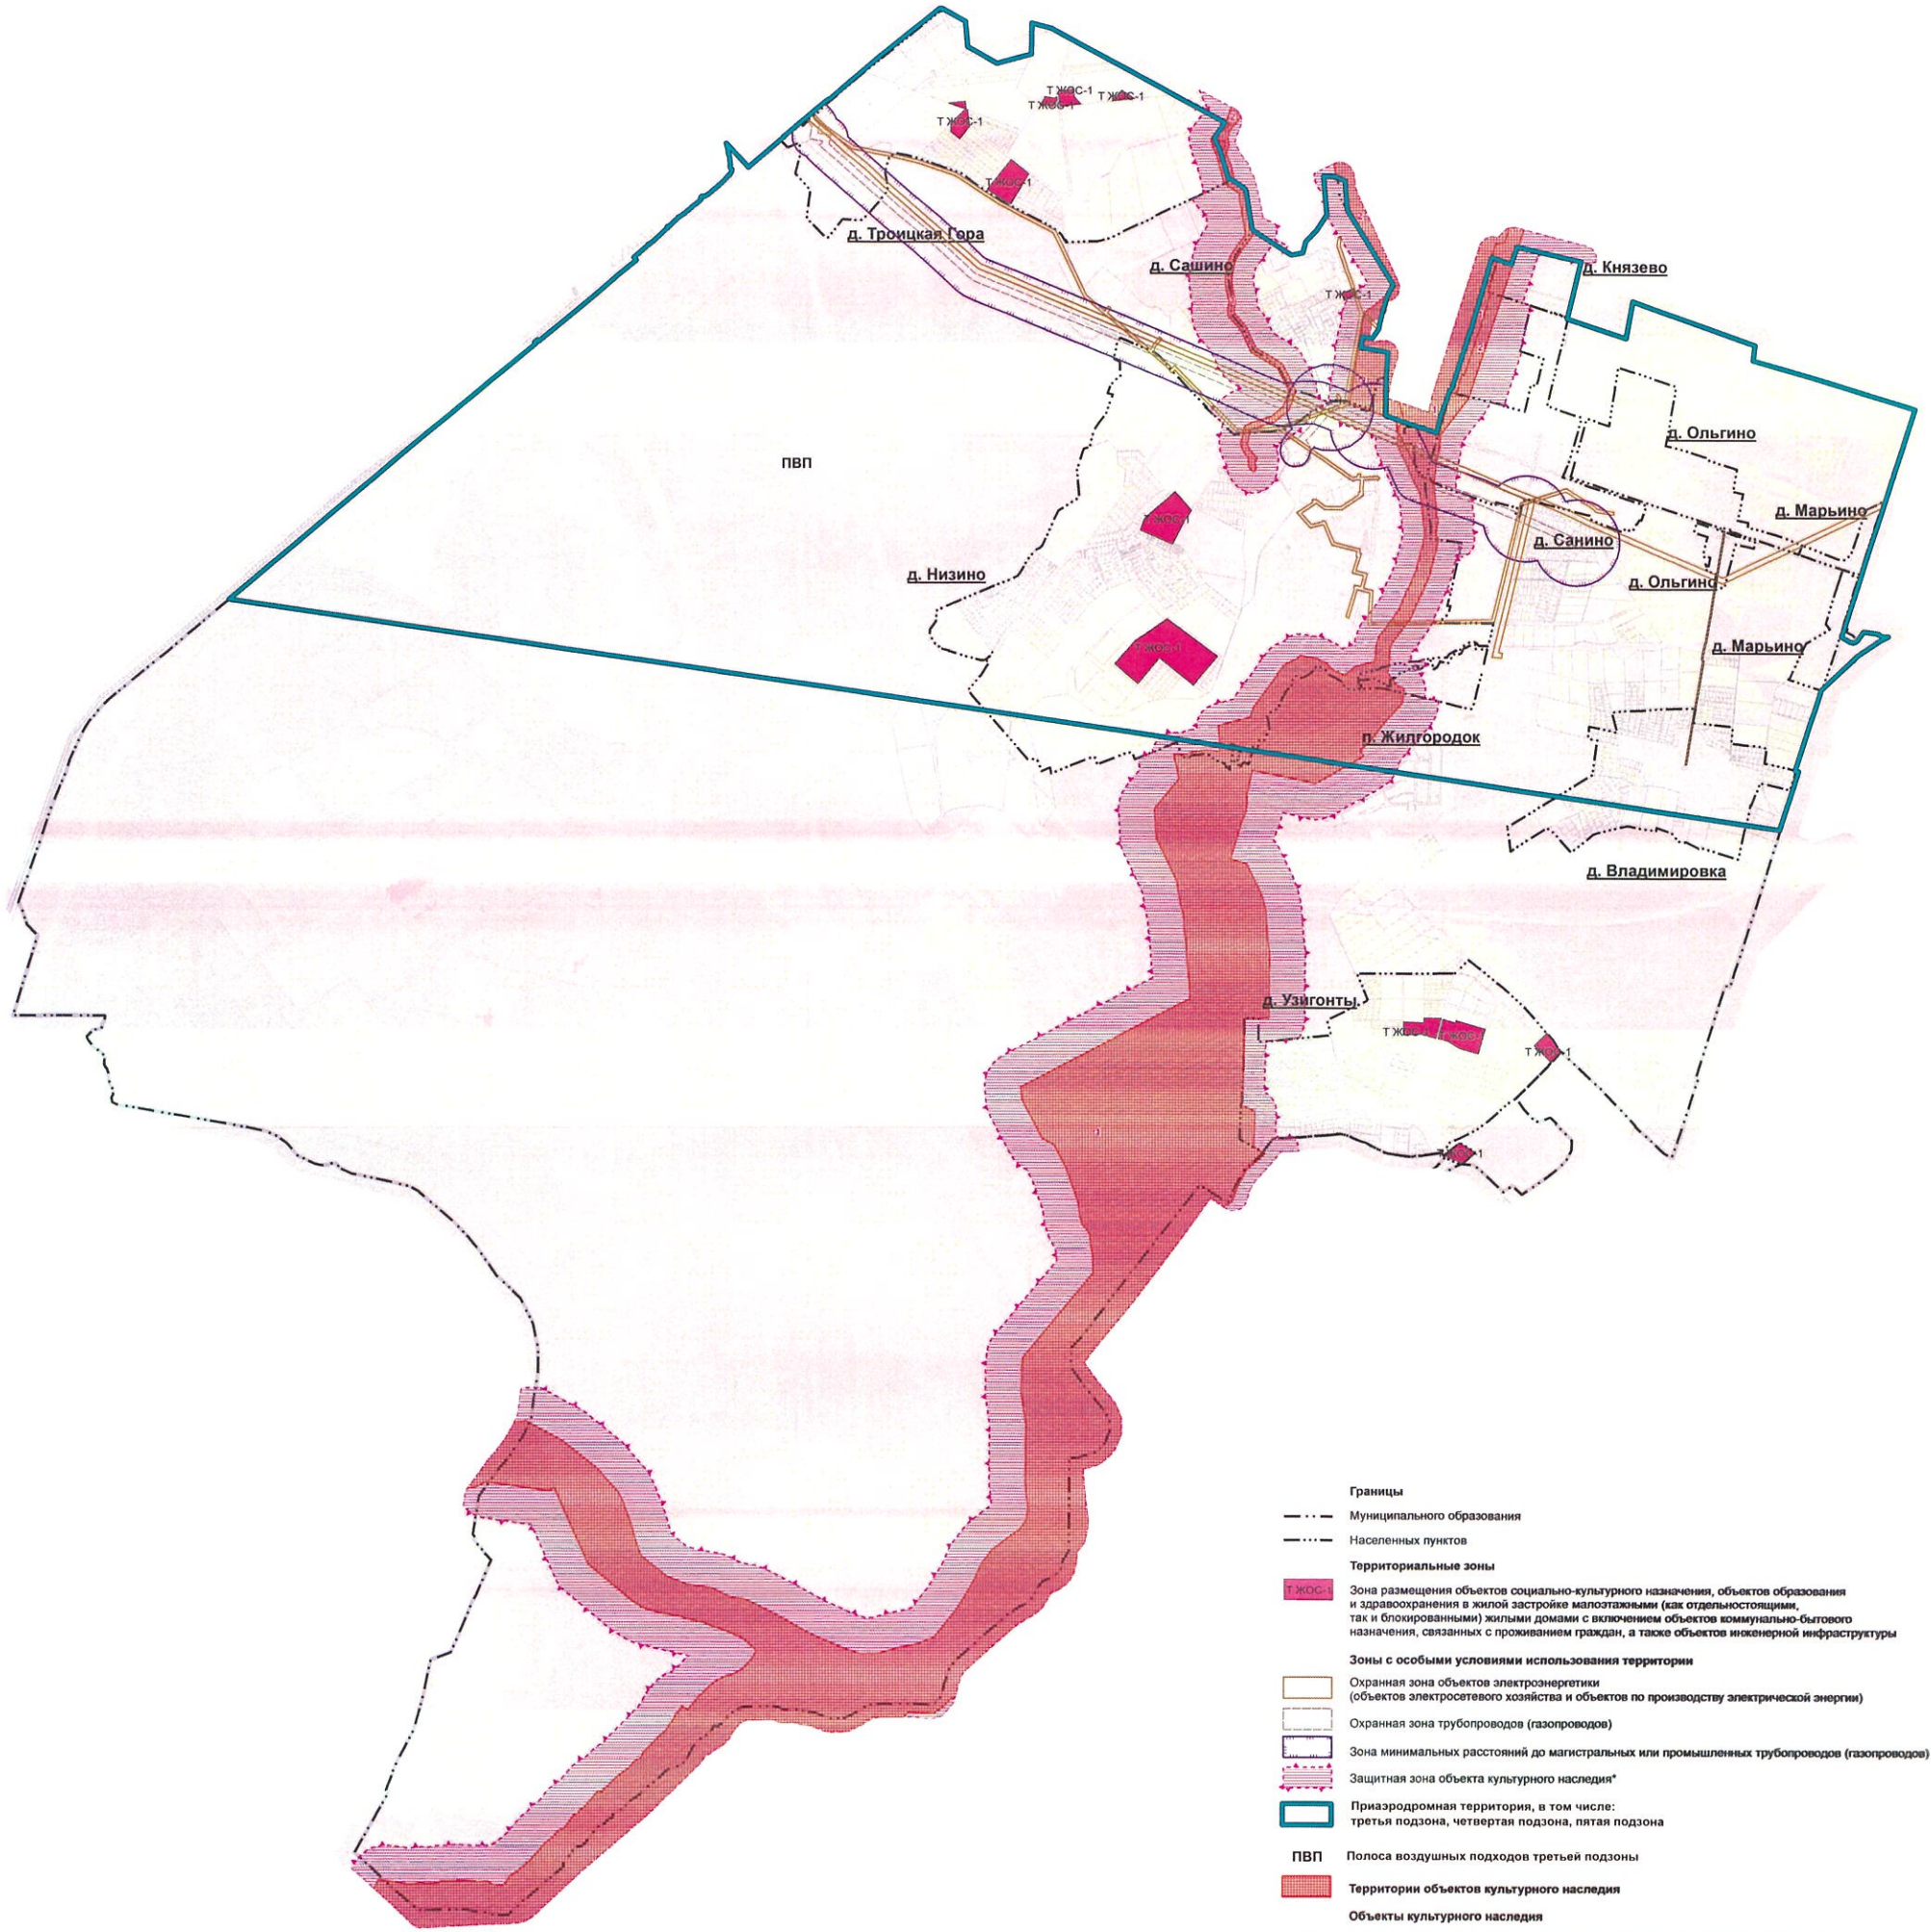 Т ЖОС-1
Т ЖОС-1
Т ЖОС-1
Т ЖОС-1
Т ЖОС-1
д. Троицкая Гора
д. Сашино
д. Князево
Т ЖОС-1
д. Ольгино
ПВП
д. Марьино
Т ЖОС-1
д. Санино
д. Низино
д. Ольгино
Т ЖОС-1
д. Марьино
п. Жилгородок
д. Владимировка
д. Узигонты
Т ЖОС-1
Т ЖОС-1
Т ЖОС-1
Т ЖОС-1
1
Границы
Муниципального образования
Населенных пунктов
Территориальные зоны
Т ЖОС-1
Зона размещения объектов социально-культурного назначения, объектов образования
и здравоохранения в жилой застройке малоэтажными (как отдельностоящими,
так и блокированными) жилыми домами с включением объектов коммунально-бытового
назначения, связанных с проживанием граждан, а также объектов инженерной инфраструктуры
Зоны с особыми условиями использования территории
Охранная зона объектов электроэнергетики
(объектов электросетевого хозяйства и объектов по производству электрической энергии)
Охранная зона трубопроводов (газопроводов)
Зона минимальных расстояний до магистральных или промышленных трубопроводов (газопроводов)
Защитная зона объекта культурного наследия*
Приаэродромная территория, в том числе:
третья подзона, четвертая подзона, пятая подзона
ПВП Полоса воздушных подходов третьей подзоны
Территории объектов культурного наследия
Объекты культурного наследия